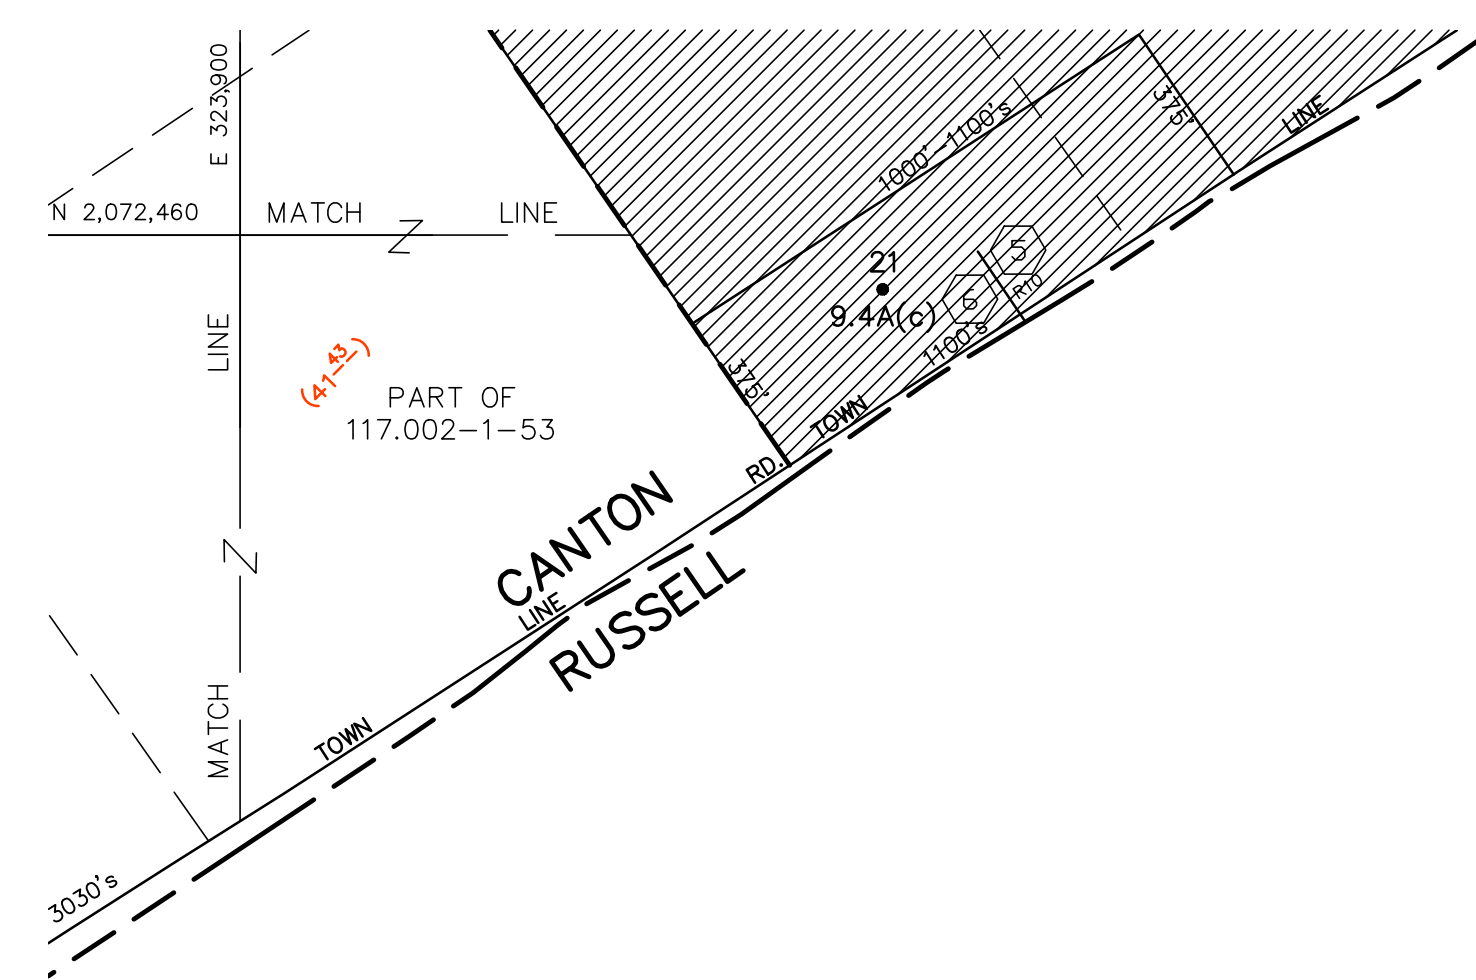 E 323,900
N 2,072,460
MATCH
LINE
1000'-1100's
375'
LINE
21
9.4A(c)
5
6
R10
1100's
LINE
(41-43)
PART OF
117.002-1-53
375'
TOWN
RD.
CANTON
LINE
RUSSELL
MATCH
TOWN
3030's